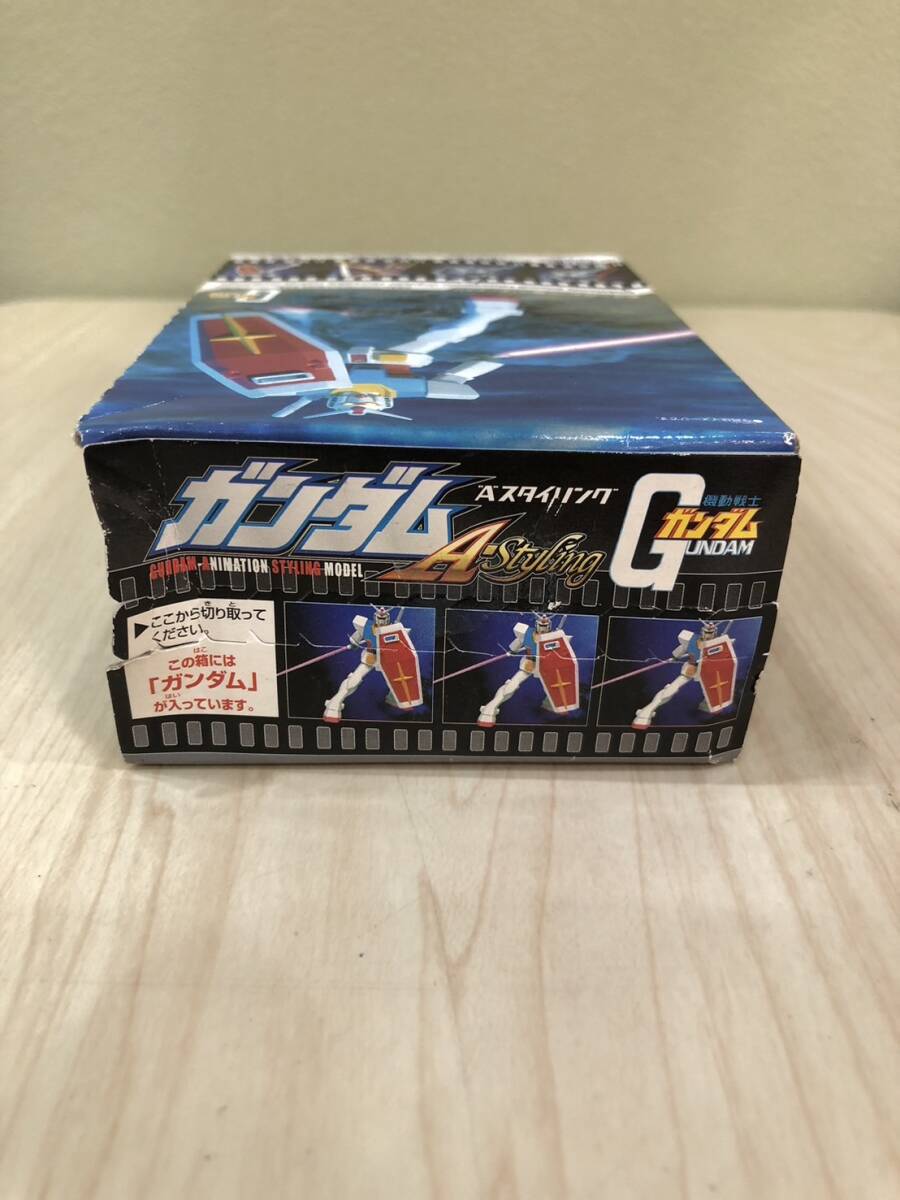 ガンダム
"A"スタイリング
GUNDAM ANIMATION STYLING MODEL
A-Styling
機動戦士
ガンダム
GUNDAM
▶ここから切り取って
ください。
この箱には
「ガンダム」
が入っています。